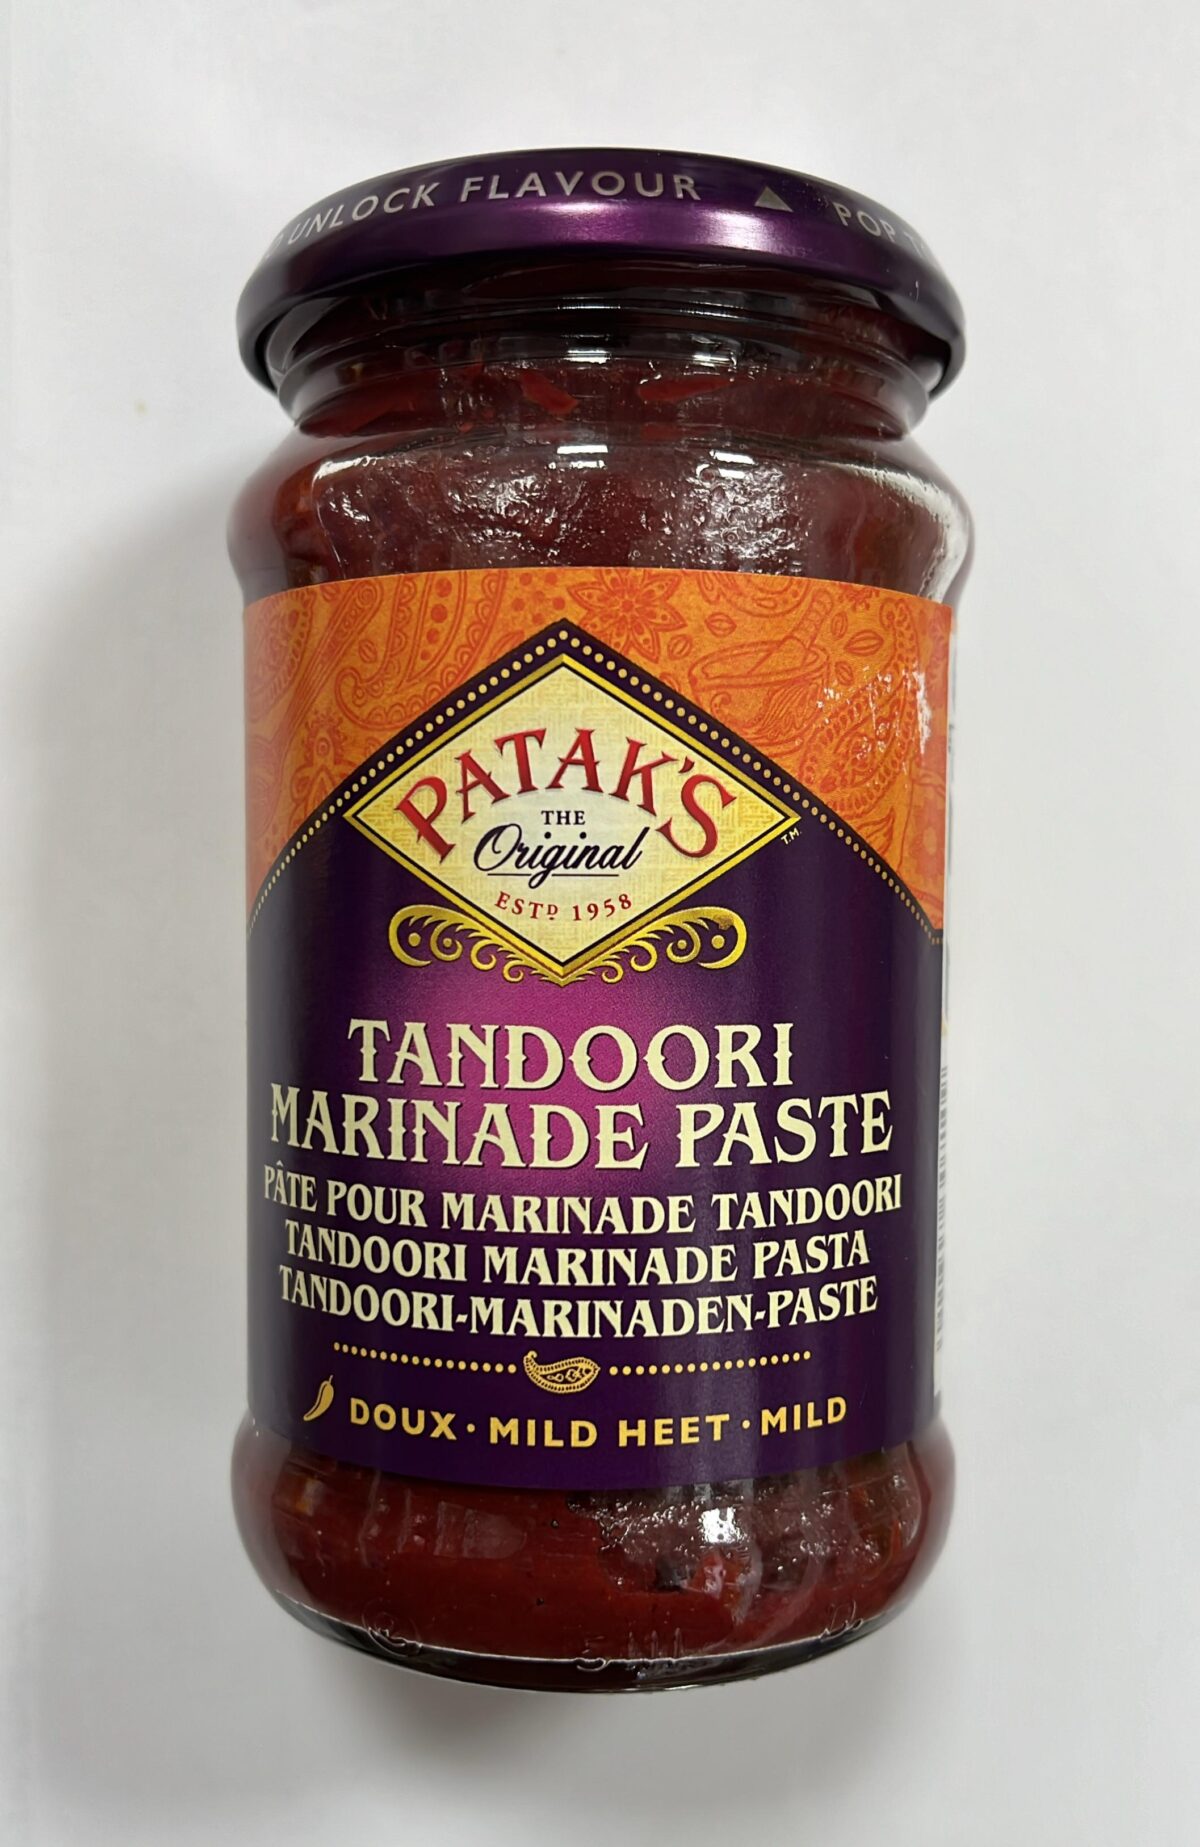 UNLOCK FLAVOUR ▲ POP
PATAK'S
THE
Original
ESTD 1958
T.M.
TANDOORI
MARINADE PASTE
PÂTE POUR MARINADE TANDOORI
TANDOORI MARINADE PASTA
TANDOORI-MARINADEN-PASTE
DOUX · MILD HEET · MILD